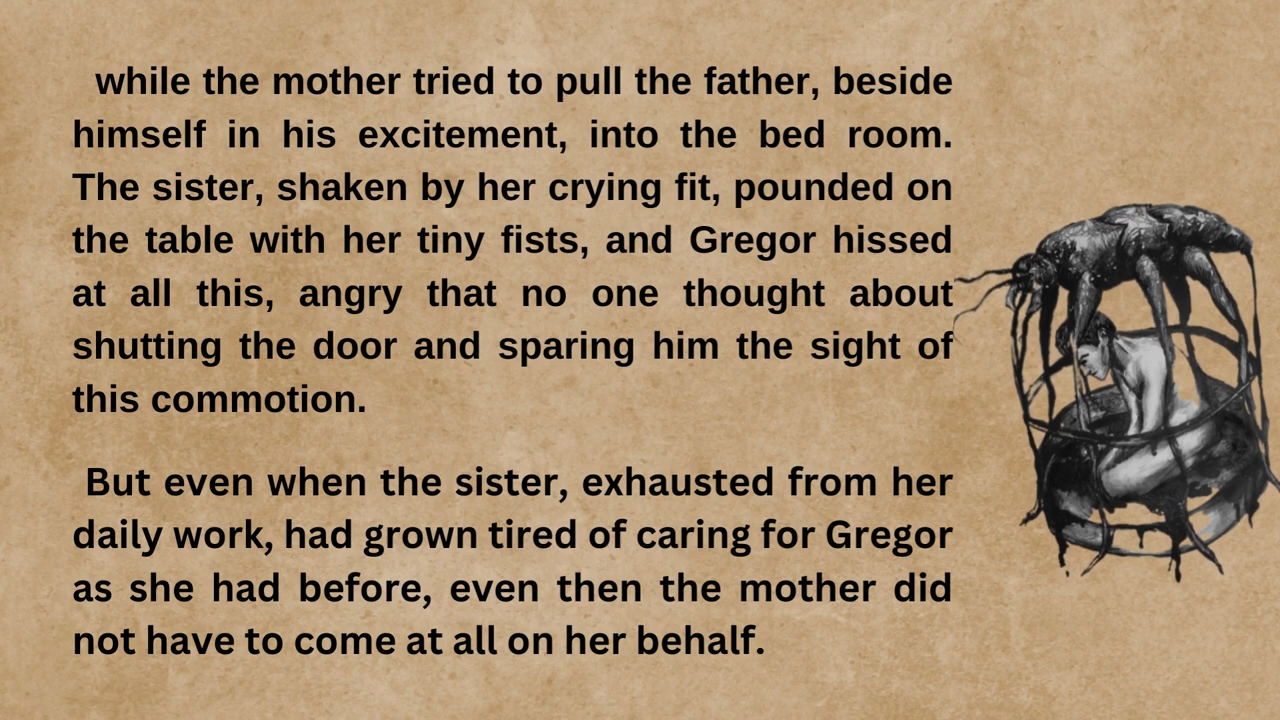 while the mother tried to pull the father, beside
himself in his excitement, into the bed room.
The sister, shaken by her crying fit, pounded on
the table with her tiny fists, and Gregor hissed
at all this, angry that no one thought about
shutting the door and sparing him the sight of
this commotion.
But even when the sister, exhausted from her
daily work, had grown tired of caring for Gregor
as she had before, even then the mother did
not have to come at all on her behalf.